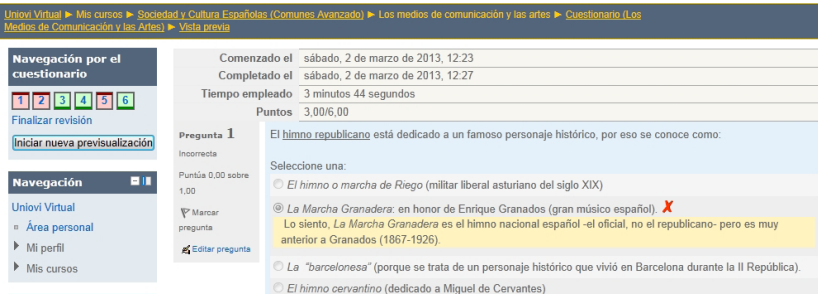 Uniovi Virtual ► Mis cursos ► Sociedad y Cultura Españolas (Comunes Avanzado) ► Los medios de comunicación y las artes ► Cuestionario (Los
Medios de Comunicación y las Artes) ► Vista previa
Navegación por el
cuestionario
1 2 3 4 5 6
Finalizar revisión
Iniciar nueva previsualización
Navegación
Uniovi Virtual
Área personal
Mi perfil
Mis cursos
Comenzado el sábado, 2 de marzo de 2013, 12:23
Completado el sábado, 2 de marzo de 2013, 12:27
Tiempo empleado 3 minutos 44 segundos
Puntos 3,00/6,00
Pregunta 1
Incorrecta
Puntúa 0,00 sobre
1,00
Marcar
pregunta
Editar pregunta
El himno republicano está dedicado a un famoso personaje histórico, por eso se conoce como:
Seleccione una:
El himno o marcha de Riego (militar liberal asturiano del siglo XIX)
La Marcha Granadera: en honor de Enrique Granados (gran músico español).
Lo siento, La Marcha Granadera es el himno nacional español -el oficial, no el republicano- pero es muy
anterior a Granados (1867-1926).
La "barcelonesa" (porque se trata de un personaje histórico que vivió en Barcelona durante la II República).
El himno cervantino (dedicado a Miguel de Cervantes)